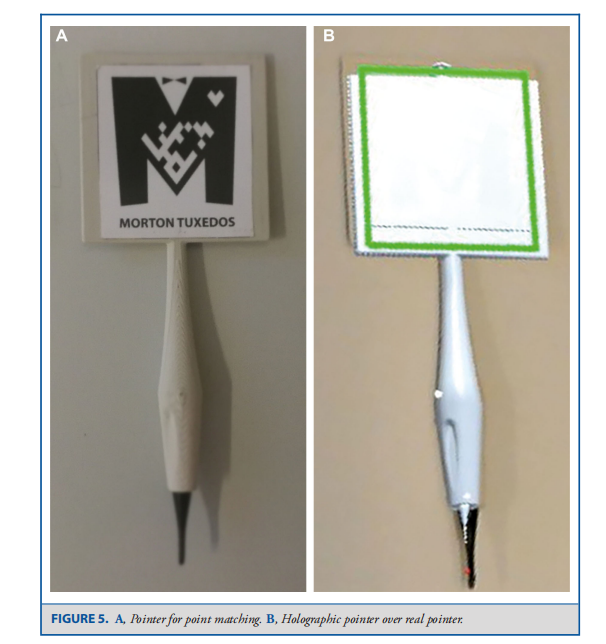 A
B
MORTON TUXEDOS
FIGURE 5. A, Pointer for point matching. B, Holographic pointer over real pointer.